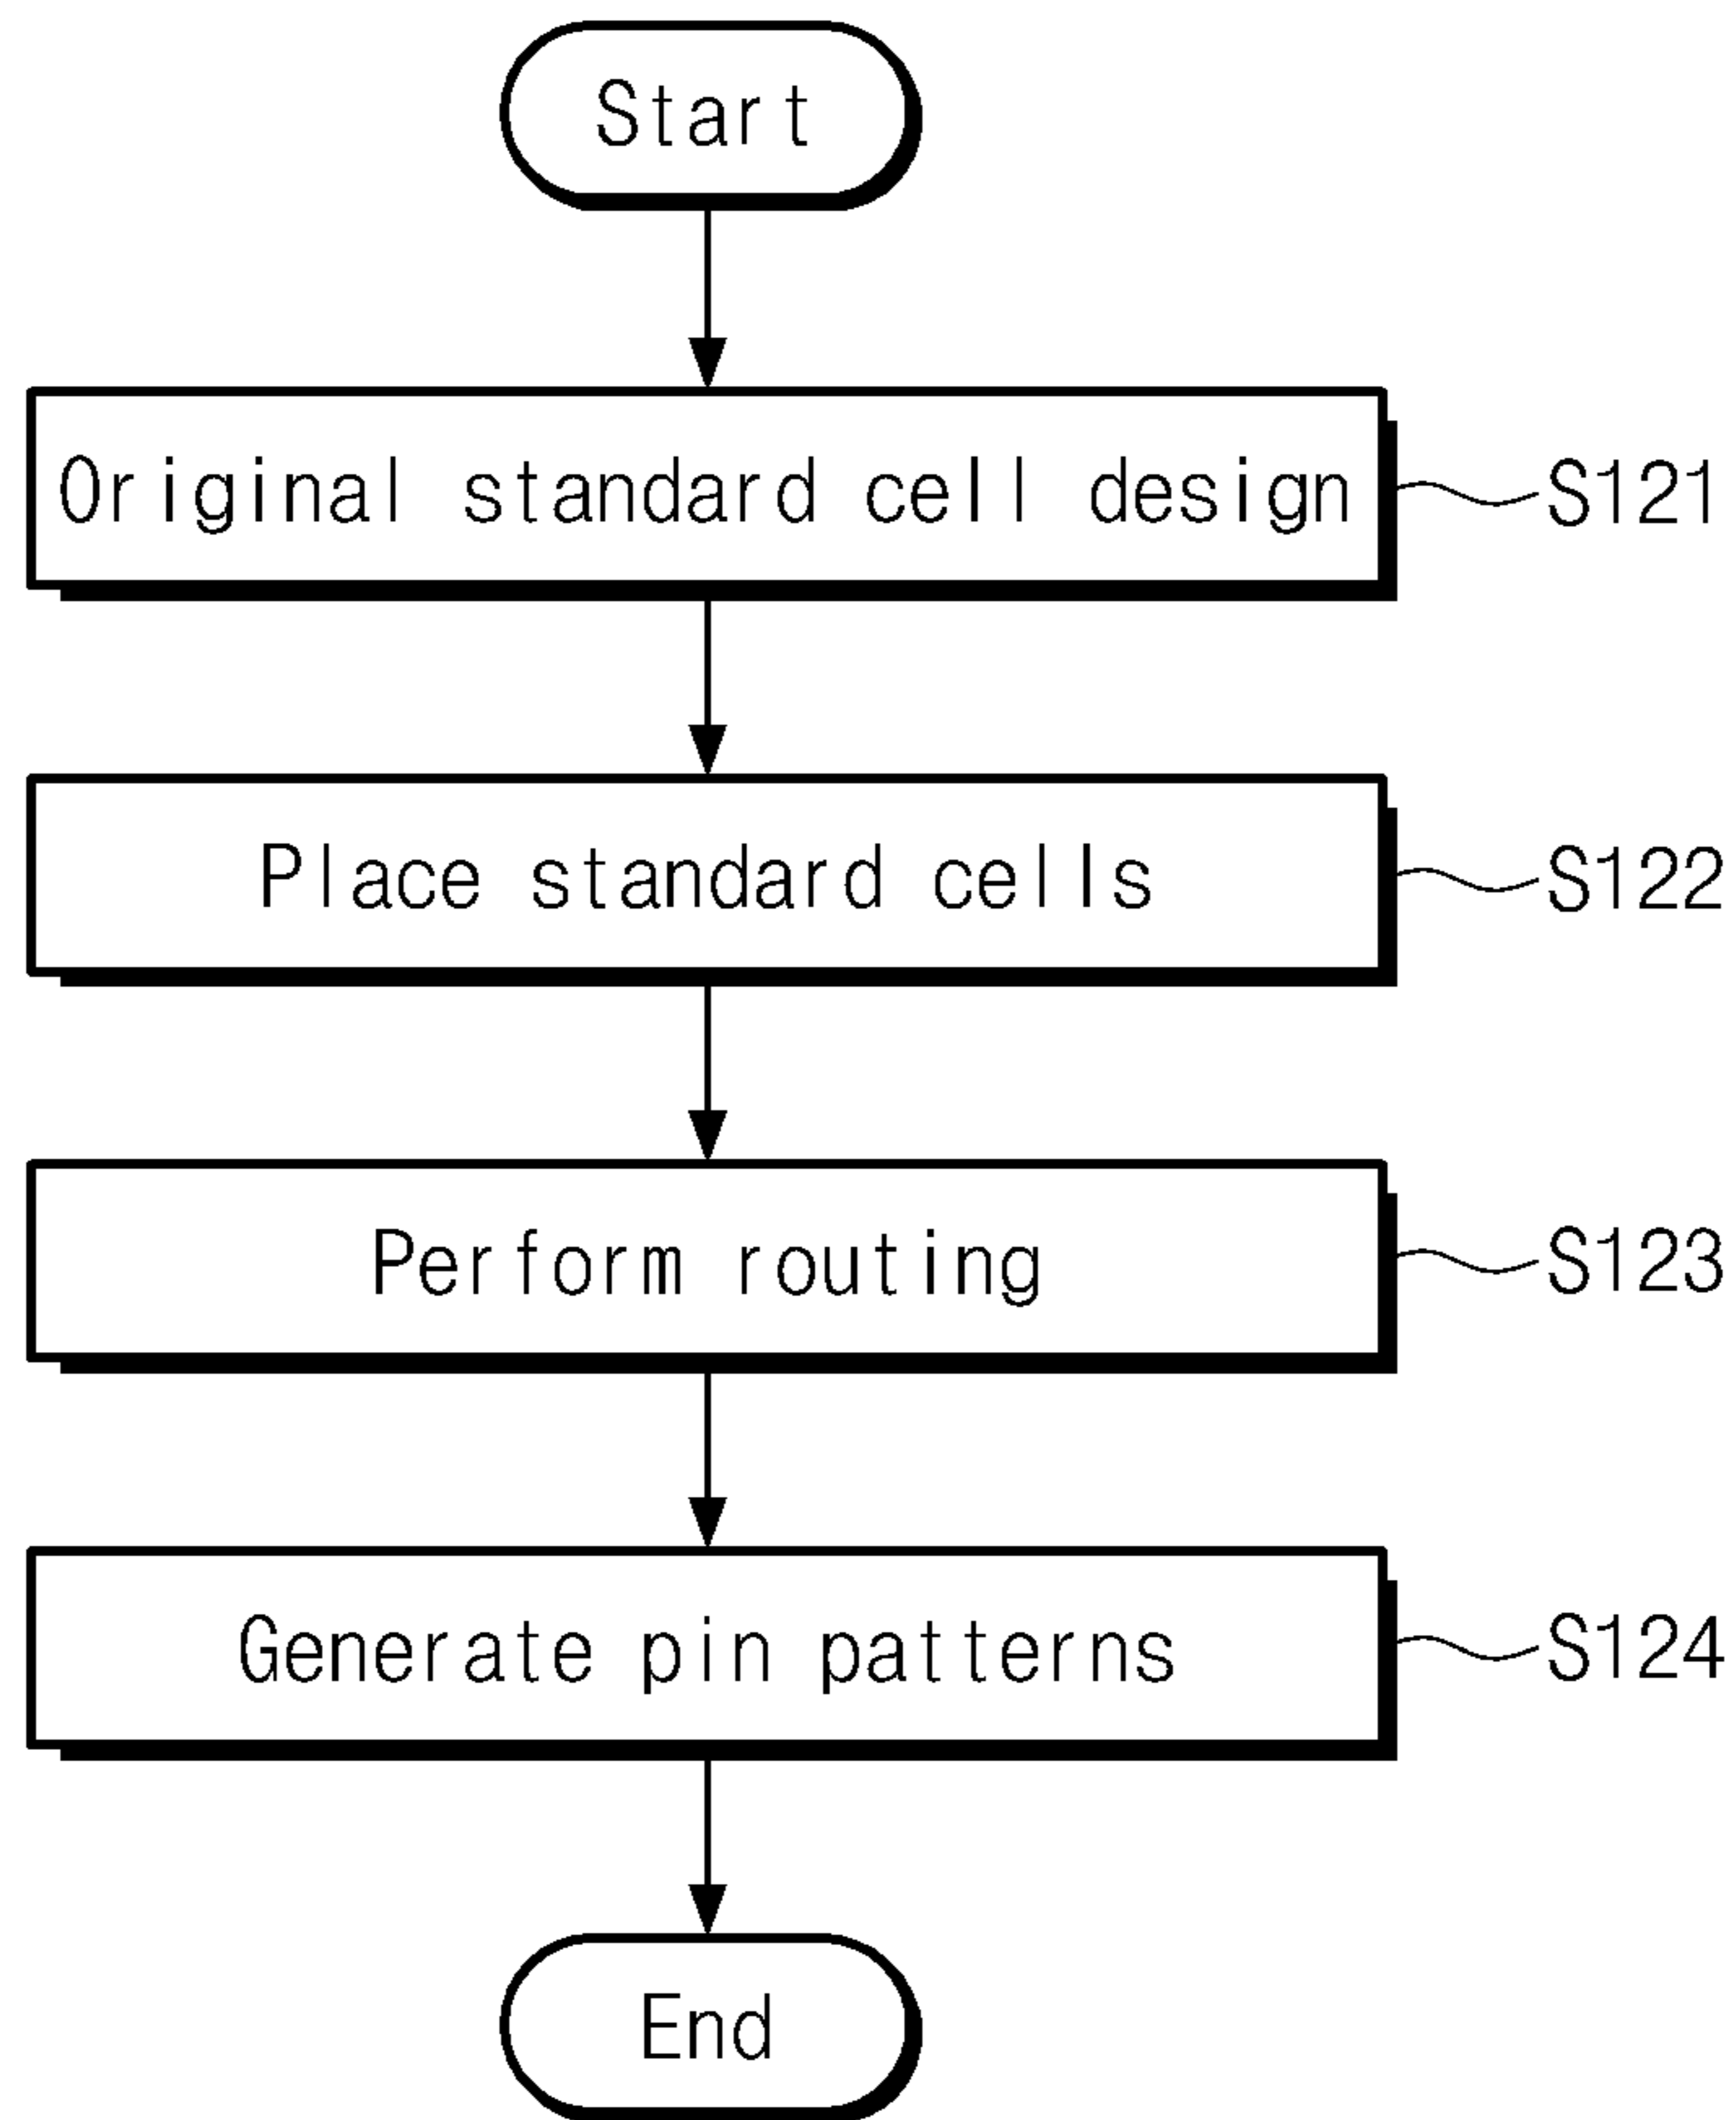 Start
Original standard cell design
S121
Place standard cells
S122
Perform routing
S123
Generate pin patterns
S124
End